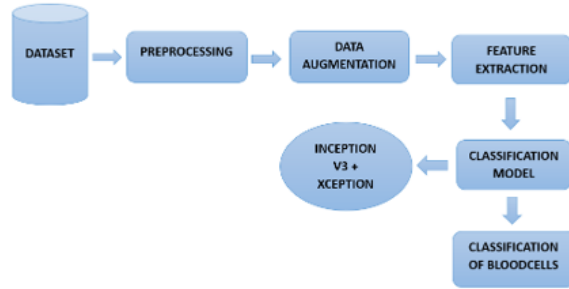 DATASET
PREPROCESSING
DATA
AUGMENTATION
FEATURE
EXTRACTION
INCEPTION
V3 +
XCEPTION
CLASSIFICATION
MODEL
CLASSIFICATION
OF BLOODCELLS